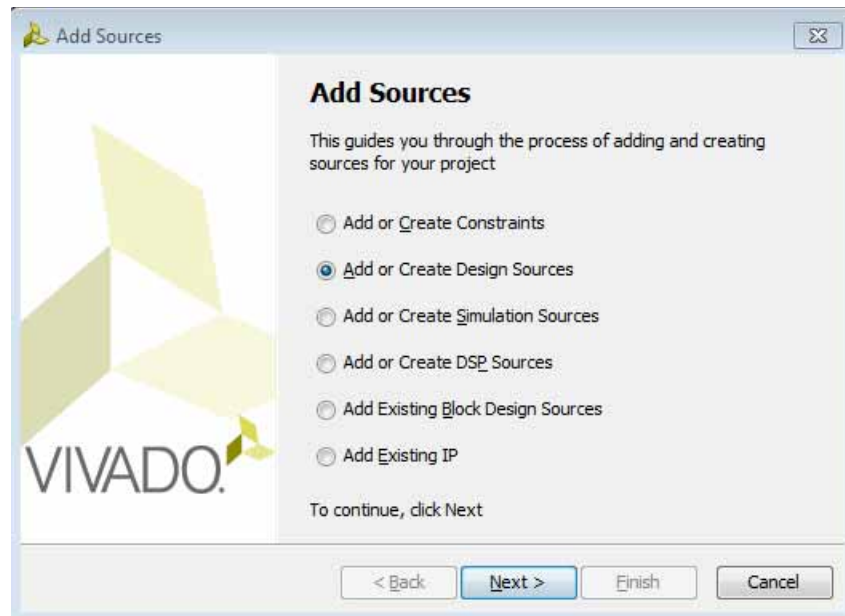 Add Sources
Add Sources
This guides you through the process of adding and creating
sources for your project
Add or Create Constraints
Add or Create Design Sources
Add or Create Simulation Sources
Add or Create DSP Sources
Add Existing Block Design Sources
Add Existing IP
VIVADO.
To continue, click Next
< Back Next > Finish Cancel